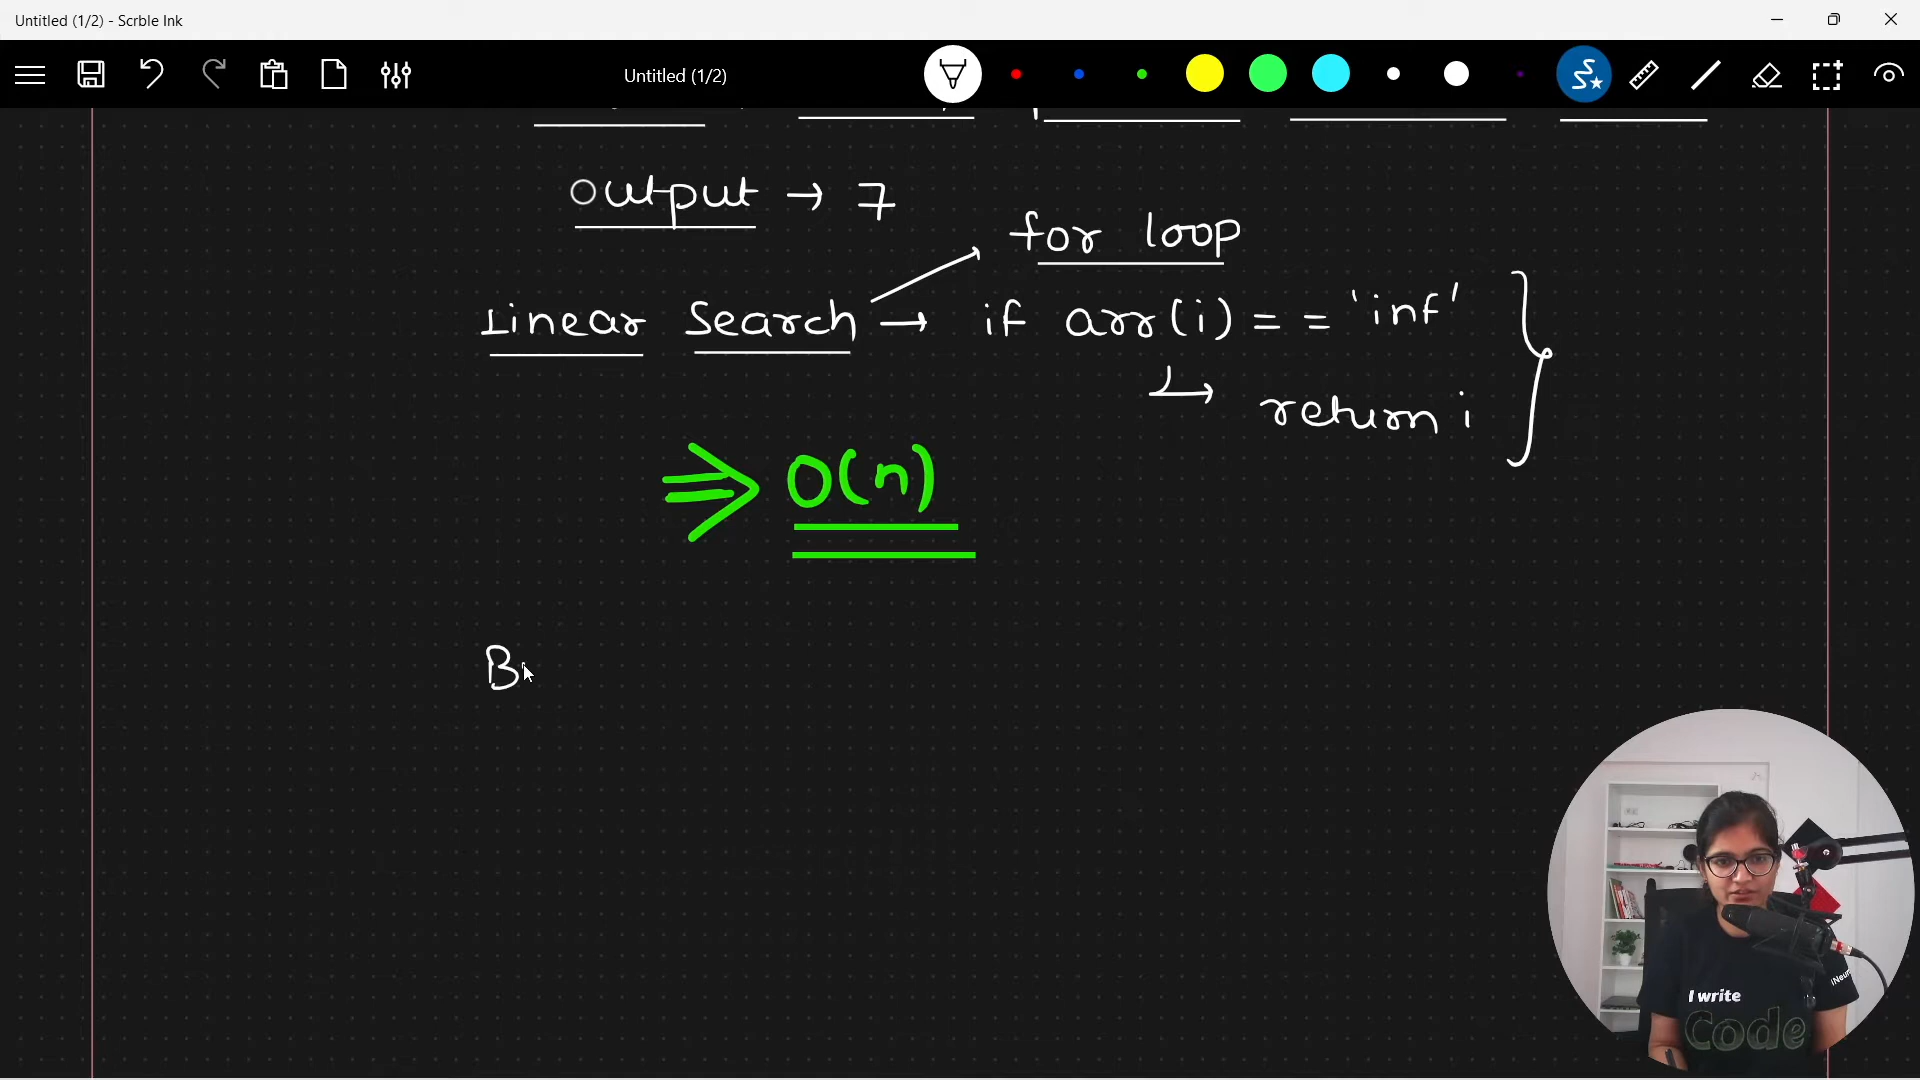 Untitled (1/2) - Scrble Ink
Untitled (1/2)
output → 7
for loop
Linear Search → if arr(i) = = 'inf'
return i
⇒ O(n)
B
I write
Code